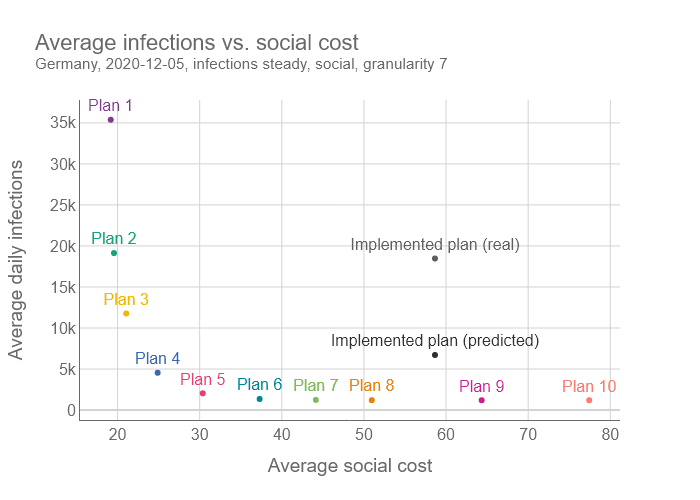 Average infections vs. social cost
Germany, 2020-12-05, infections steady, social, granularity 7
Average daily infections
35k
30k
25k
20k
15k
10k
5k
0
Plan 1
Plan 2
Implemented plan (real)
Plan 3
Implemented plan (predicted)
Plan 4
Plan 5
Plan 6
Plan 7
Plan 8
Plan 9
Plan 10
20
30
40
50
60
70
80
Average social cost